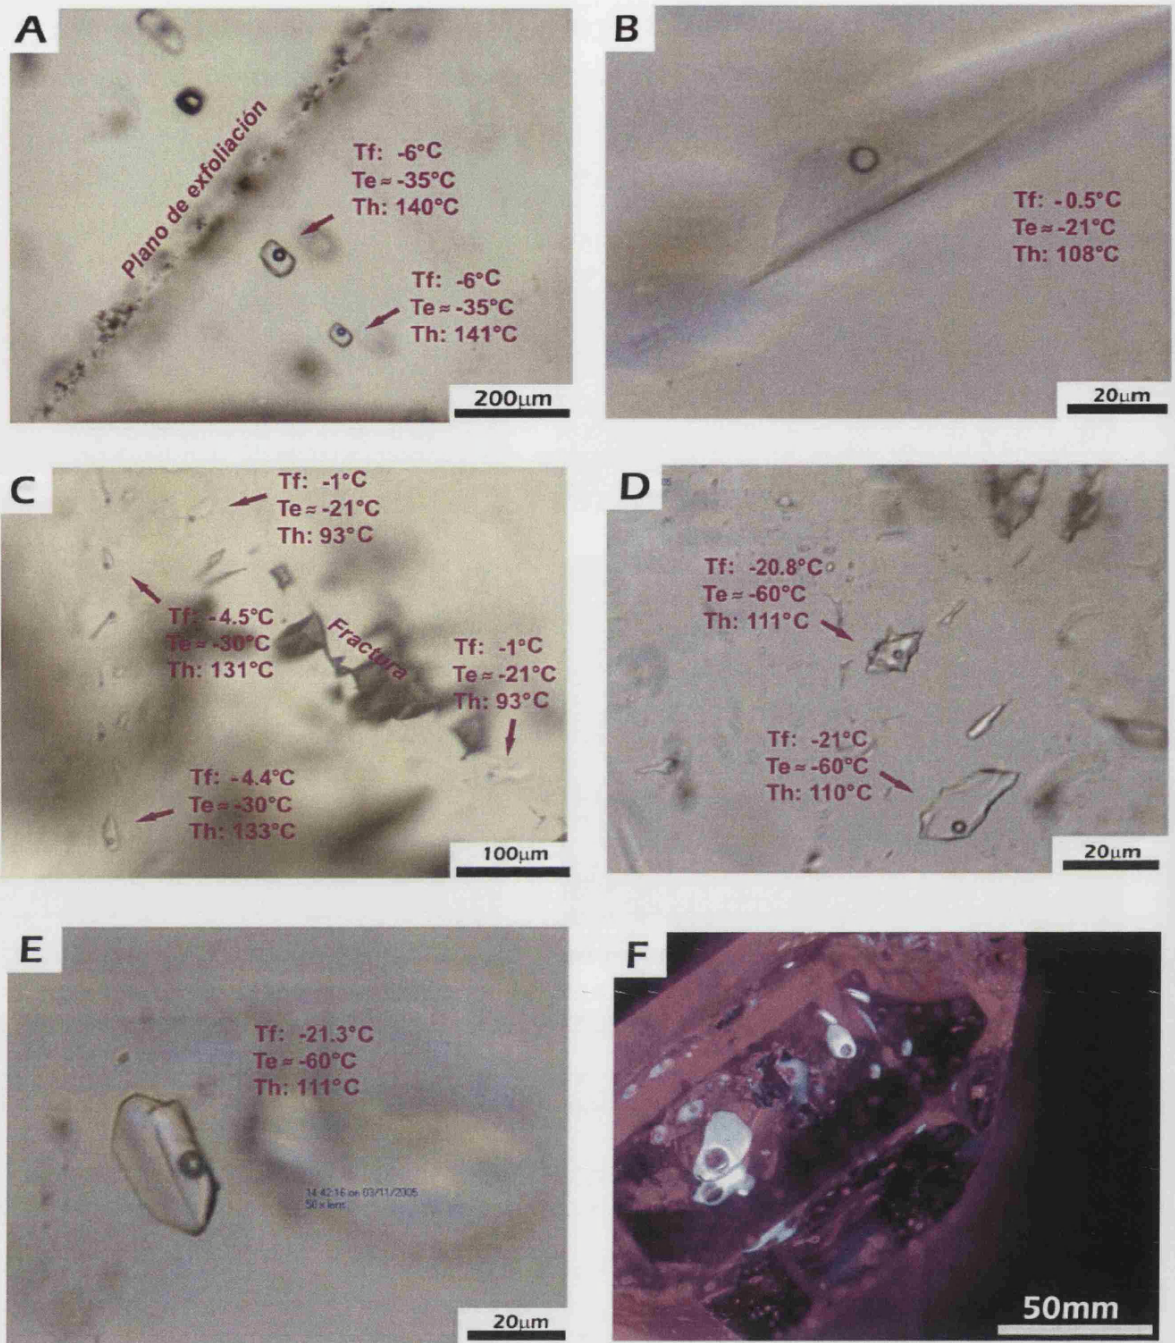 A
Plano de exfoliación
Tf: -6°C
Te ≈ -35°C
Th: 140°C
Tf: -6°C
Te ≈ -35°C
Th: 141°C
200μm
B
Tf: -0.5°C
Te ≈ -21°C
Th: 108°C
20μm
C
Tf: -1°C
Te ≈ -21°C
Th: 93°C
Tf: -4.5°C
Te ≈ -30°C
Th: 131°C
Fractura
Tf: -1°C
Te ≈ -21°C
Th: 93°C
Tf: -4.4°C
Te ≈ -30°C
Th: 133°C
100μm
D
Tf: -20.8°C
Te ≈ -60°C
Th: 111°C
Tf: -21°C
Te ≈ -60°C
Th: 110°C
20μm
E
Tf: -21.3°C
Te ≈ -60°C
Th: 111°C
14:42:16 on 03/11/2005
50 x lens
20μm
F
50mm